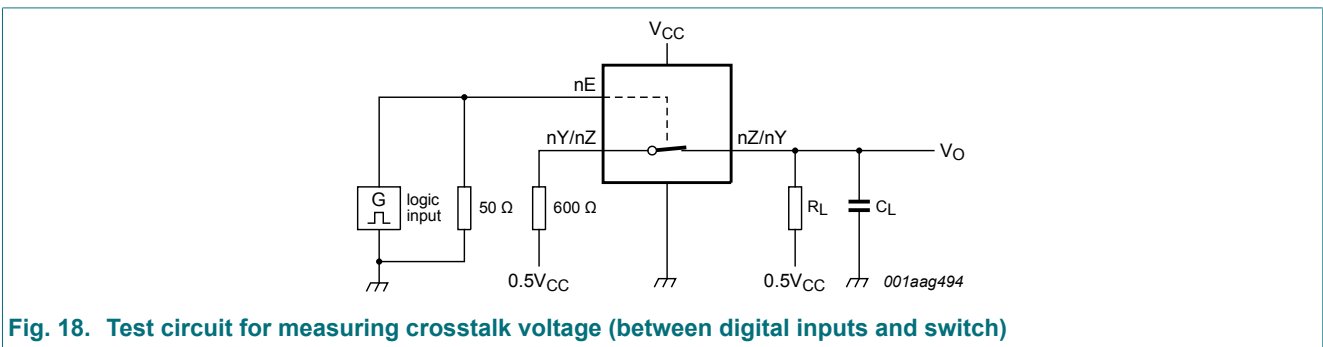 VCC
nE
nY/nZ
nZ/nY
VO
G
logic
input
50 Ω
600 Ω
RL
CL
0.5VCC
0.5VCC
001aag494
Fig. 18. Test circuit for measuring crosstalk voltage (between digital inputs and switch)